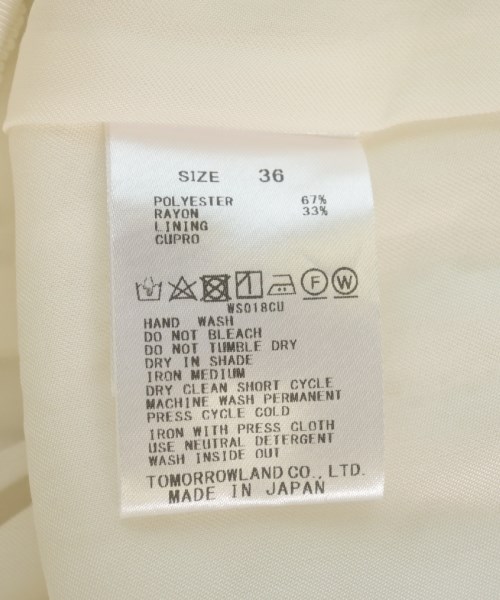 SIZE 36
POLYESTER 67%
RAYON 33%
LINING
CUPRO
F W
WS018CU
HAND WASH
DO NOT BLEACH
DO NOT TUMBLE DRY
DRY IN SHADE
IRON MEDIUM
DRY CLEAN SHORT CYCLE
MACHINE WASH PERMANENT
PRESS CYCLE COLD
IRON WITH PRESS CLOTH
USE NEUTRAL DETERGENT
WASH INSIDE OUT
TOMORROWLAND CO., LTD.
MADE IN JAPAN